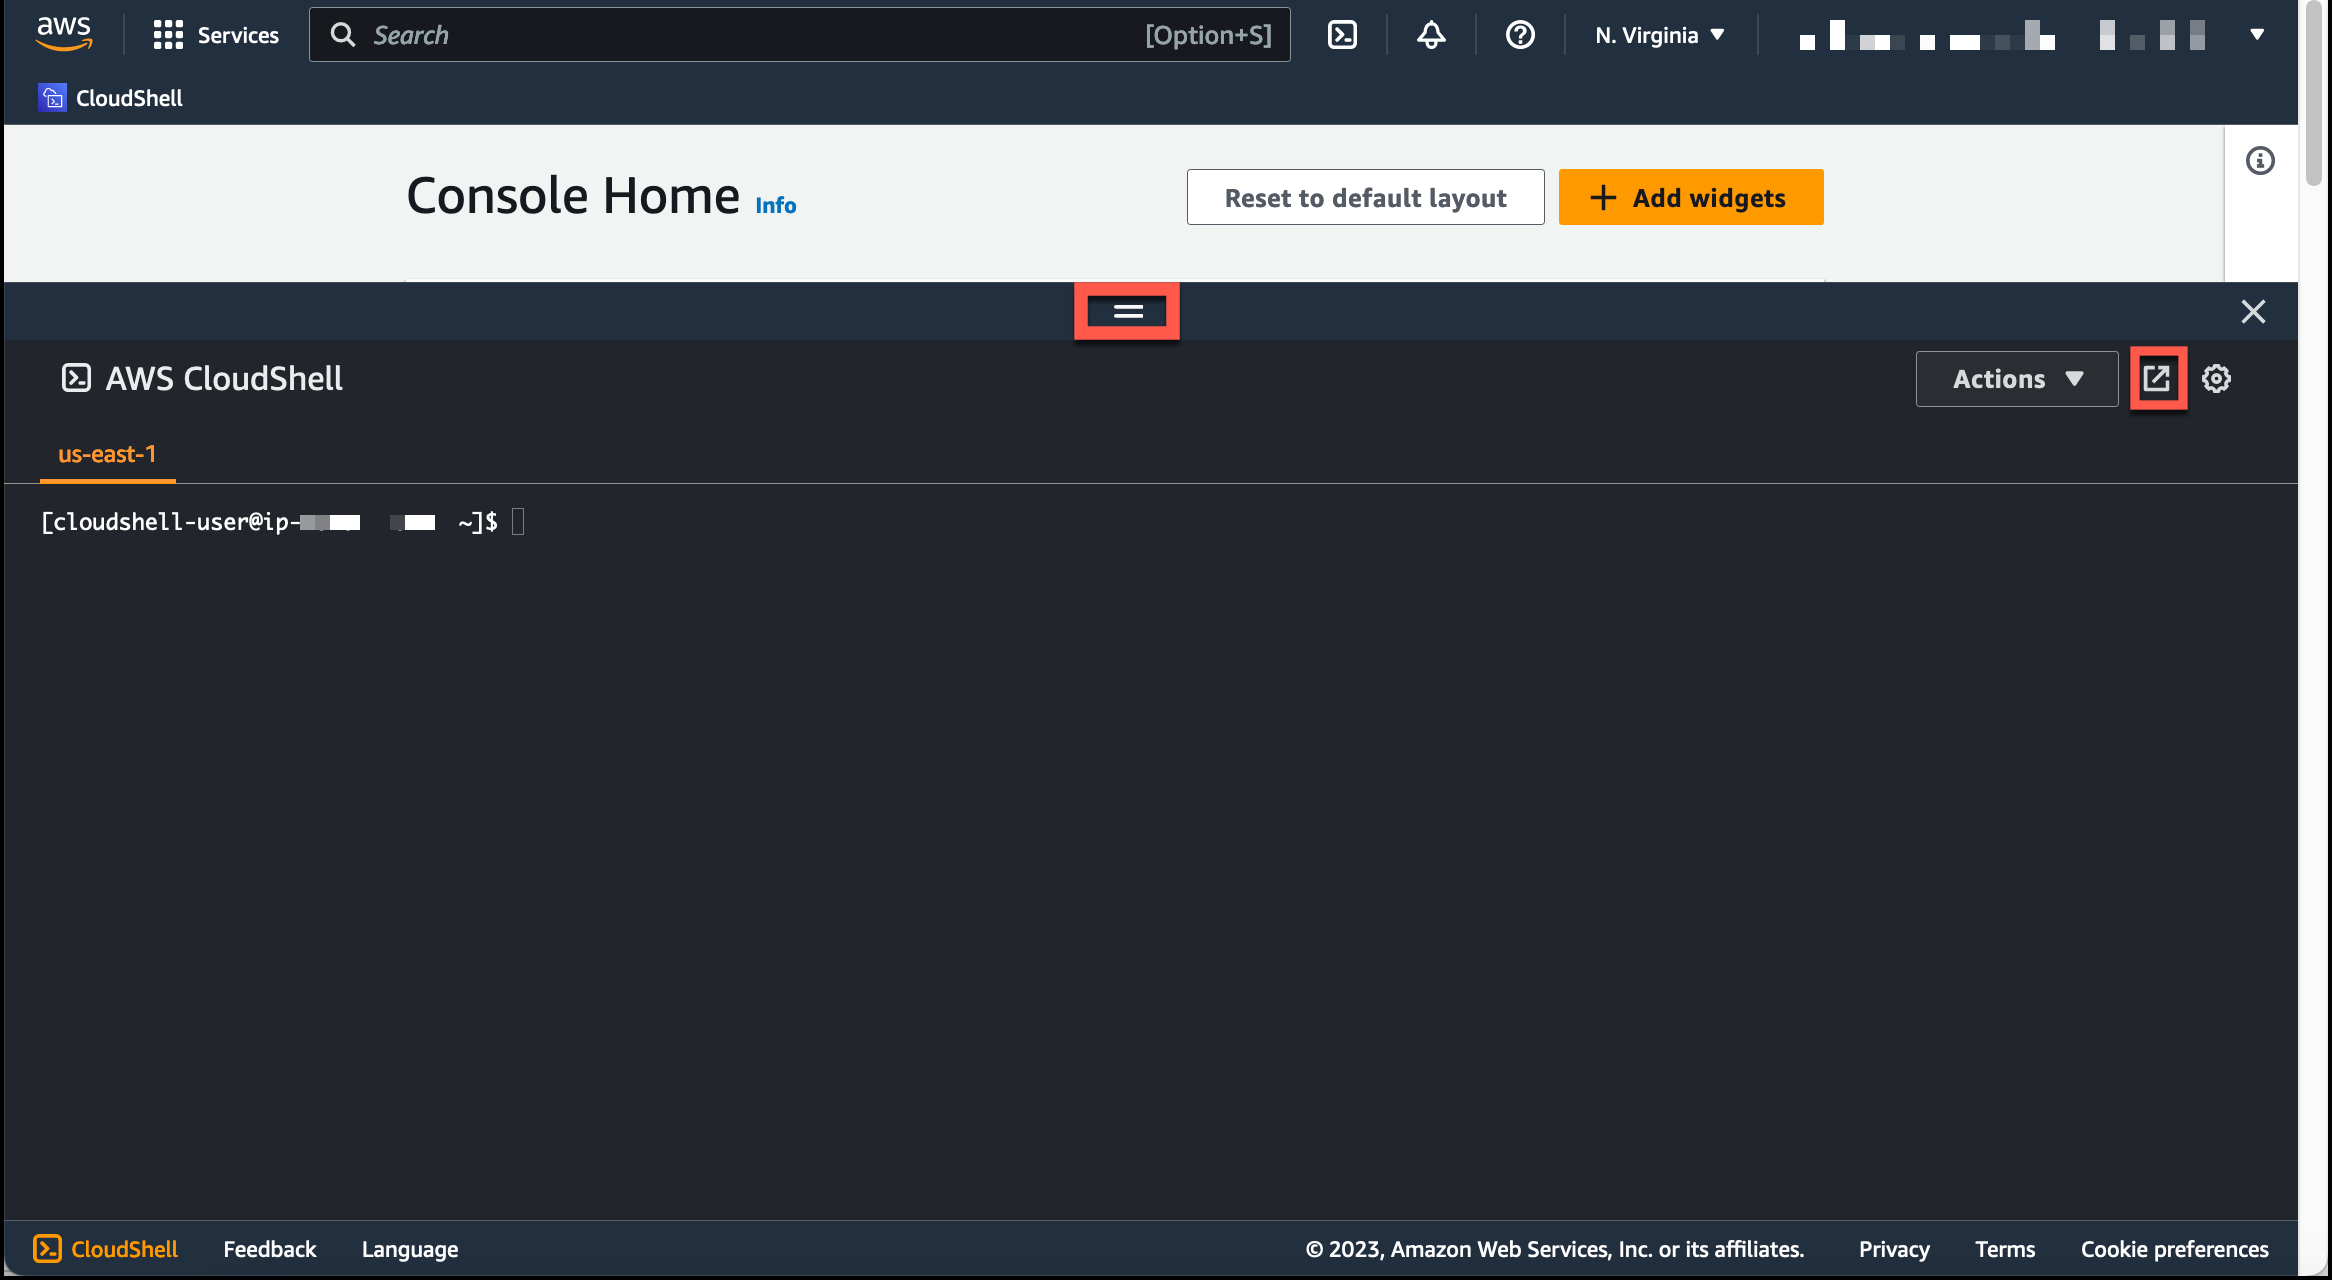 aws Services Search [Option+S] N. Virginia
CloudShell
Console Home Info Reset to default layout + Add widgets
AWS CloudShell Actions
us-east-1
[cloudshell-user@ip- ~]$
CloudShell Feedback Language © 2023, Amazon Web Services, Inc. or its affiliates. Privacy Terms Cookie preferences